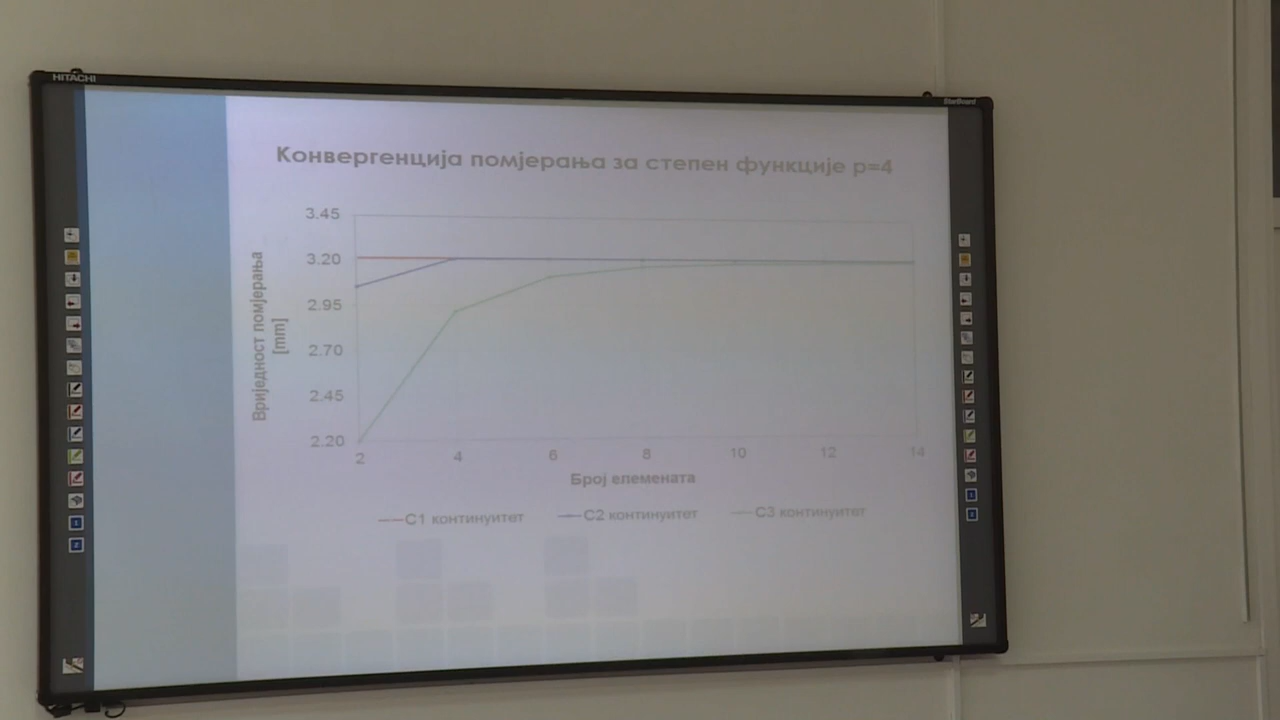 HITACHI
StarBoard
Конвергенција помјерања за степен функције p=4
Вриједност помјерања
[mm]
3.45
3.20
2.95
2.70
2.45
2.20
2 4 6 8 10 12 14
Број елемената
C1 континуитет C2 континуитет C3 континуитет